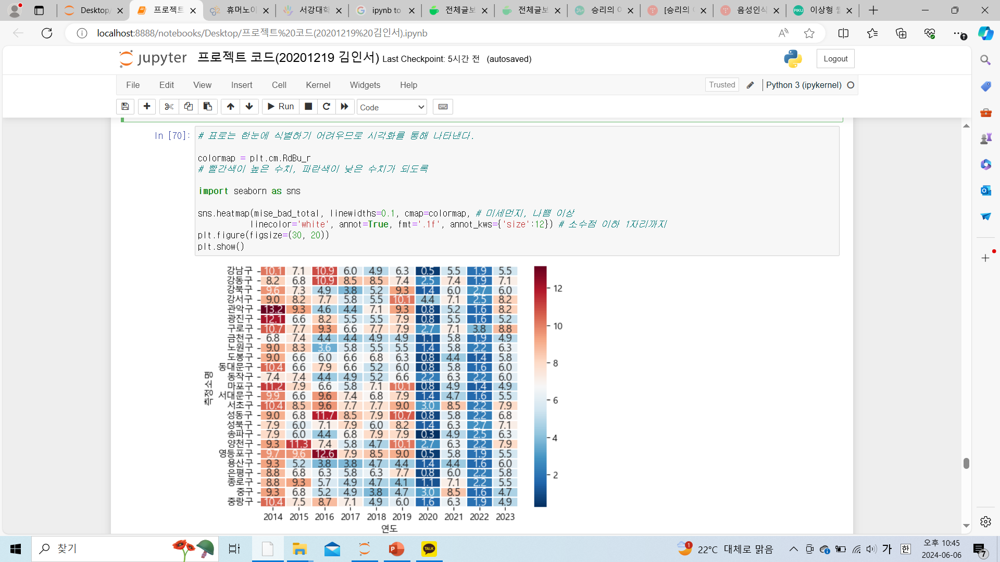 Desktop/
프로젝트
휴머노이
서강대학
ipynb to
전체글보
전체글보
승리의 여
[승리의 여
음성인식
PIKU 이상형 월
localhost:8888/notebooks/Desktop/프로젝트%20코드(20201219%20김인서).ipynb
jupyter 프로젝트 코드(20201219 김인서) Last Checkpoint: 5시간 전 (autosaved)
Logout
File Edit View Insert Cell Kernel Widgets Help
Trusted
Python 3 (ipykernel)
Run
Code
In [70]:
# 표로는 한눈에 식별하기 어려우므로 시각화를 통해 나타낸다.
colormap = plt.cm.RdBu_r
# 빨간색이 높은 수치, 파란색이 낮은 수치가 되도록
import seaborn as sns
sns.heatmap(mise_bad_total, linewidths=0.1, cmap=colormap, # 미세먼지, 나쁨 이상
linecolor='white', annot=True, fmt='.1f', annot_kws={'size':12}) # 소수점 이하 1자리까지
plt.figure(figsize=(30, 20))
plt.show()
강남구 10.1 7.1 10.9 6.0 4.9 6.3 0.5 5.5 1.9 5.5
강동구 8.2 6.8 10.9 8.5 8.5 7.4 2.5 7.4 1.9 7.1
강북구 9.6 7.3 4.9 3.8 5.2 9.3 1.4 6.0 2.7 6.0
강서구 9.0 8.2 7.7 5.8 5.5 10.1 4.4 7.1 2.5 8.2
관악구 13.2 9.3 4.6 4.4 7.1 9.3 0.8 5.2 1.6 8.2
광진구 12.1 6.6 8.2 5.5 5.5 7.9 0.8 5.5 1.6 5.2
구로구 10.7 7.7 9.3 6.6 7.7 7.9 2.7 7.1 3.8 8.8
금천구 6.8 7.4 4.4 4.4 4.9 4.9 1.1 5.8 1.9 4.9
노원구 9.0 8.3 3.6 5.8 5.5 5.5 1.4 5.8 2.2 6.3
도봉구 9.0 6.6 6.0 6.6 6.8 6.3 0.8 4.4 1.4 5.8
동대문구 10.4 6.6 7.9 6.6 5.2 6.0 0.8 5.8 1.6 6.0
동작구 7.4 7.4 4.4 4.9 5.2 6.6 2.2 6.3 2.2 6.0
마포구 11.2 7.9 6.6 5.8 7.1 10.1 0.8 4.9 1.4 4.9
서대문구 9.9 6.6 9.6 7.4 6.8 7.9 1.4 4.7 1.6 5.5
서초구 10.4 8.5 9.6 7.7 7.7 9.0 3.0 8.5 2.2 7.9
성동구 9.0 6.8 11.7 8.5 7.9 10.7 0.8 5.8 2.2 6.8
성북구 7.9 6.0 7.1 7.9 6.0 8.2 1.4 6.3 2.7 7.1
송파구 7.9 6.0 4.4 6.8 7.9 7.9 0.3 4.9 2.5 6.3
양천구 9.3 11.3 7.4 5.8 4.7 10.1 2.7 6.3 2.2 7.9
영등포구 9.7 9.6 12.6 7.9 8.5 9.0 0.5 5.8 1.9 5.5
용산구 9.3 5.2 3.8 3.8 4.7 4.4 1.4 4.4 1.6 6.0
은평구 8.8 6.8 6.3 5.8 6.3 7.7 0.8 6.0 2.2 5.8
종로구 8.8 9.3 5.7 4.9 4.7 4.1 1.1 7.1 2.2 5.5
중구 9.3 6.8 5.2 4.9 3.8 4.7 3.0 8.5 1.6 4.7
중랑구 10.4 7.5 8.7 7.1 4.9 6.0 1.6 6.3 1.9 4.9
2014 2015 2016 2017 2018 2019 2020 2021 2022 2023
연도
측정소명
12
10
8
6
4
2
찾기
TALK
1
22°C 대체로 맑음
가
한
오후 10:45
2024-06-06
7